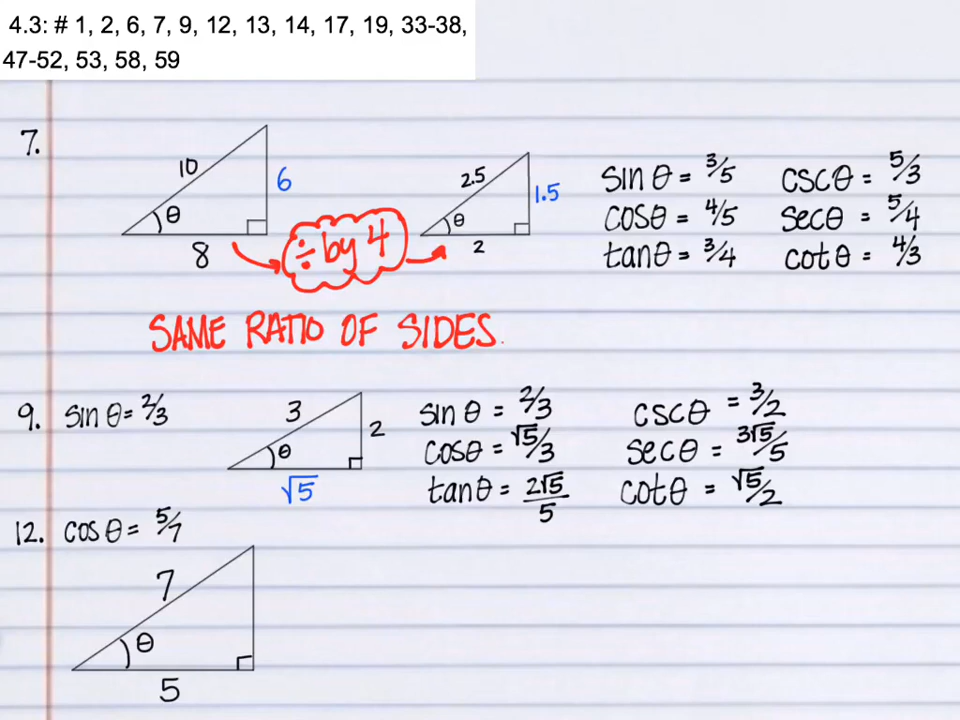 4.3: # 1, 2, 6, 7, 9, 12, 13, 14, 17, 19, 33-38,
47-52, 53, 58, 59
7.
10
6
θ
8
÷ by 4
2.5
1.5
θ
2
sin θ = 3/5 csc θ = 5/3
cos θ = 4/5 sec θ = 5/4
tan θ = 3/4 cot θ = 4/3
SAME RATIO OF SIDES.
9. sin θ = 2/3
3
2
θ
√5
sin θ = 2/3 csc θ = 3/2
cos θ = √5/3 sec θ = 3√5/5
tan θ = 2√5/5 cot θ = √5/2
12. cos θ = 5/7
7
θ
5